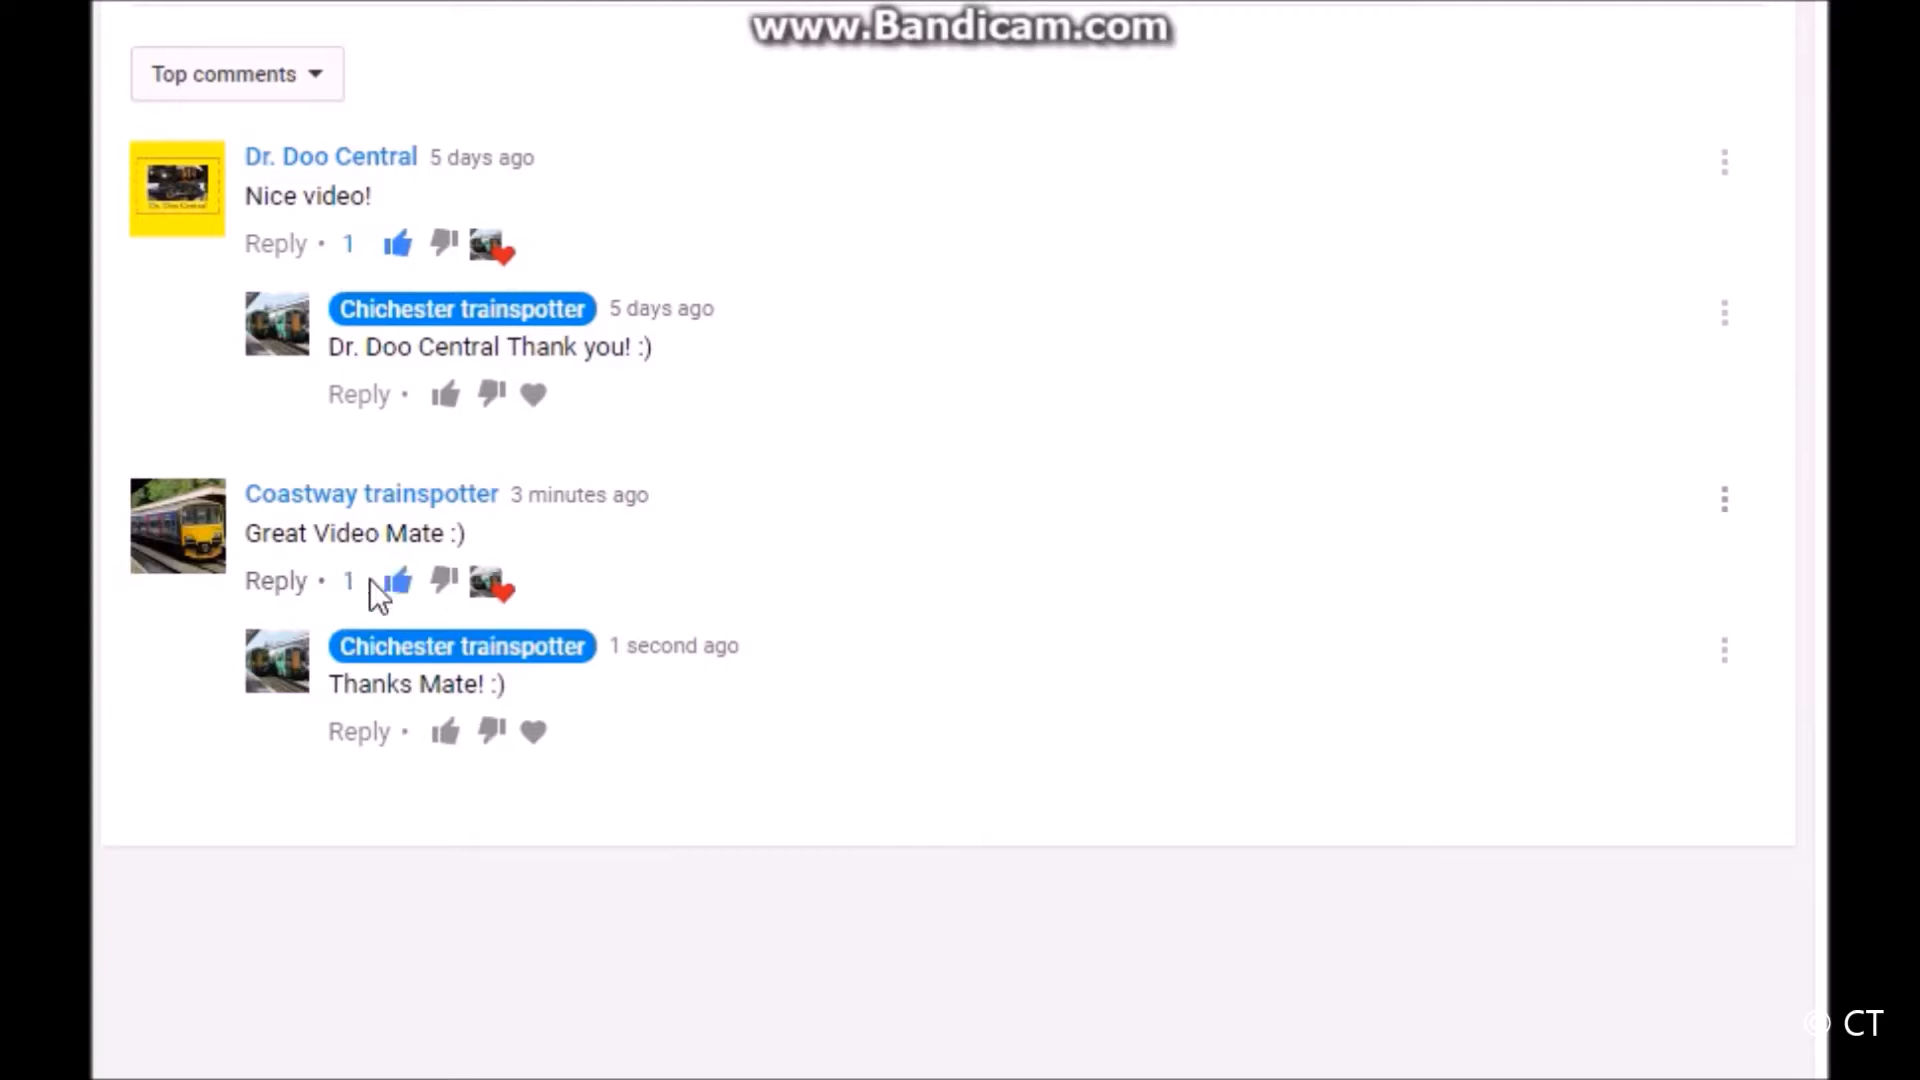 www.Bandicam.com
Top comments
Dr. Doo Central 5 days ago
Nice video!
Reply • 1
Chichester trainspotter 5 days ago
Dr. Doo Central Thank you! :)
Reply •
Coastway trainspotter 3 minutes ago
Great Video Mate :)
Reply • 1
Chichester trainspotter 1 second ago
Thanks Mate! :)
Reply •
© CT